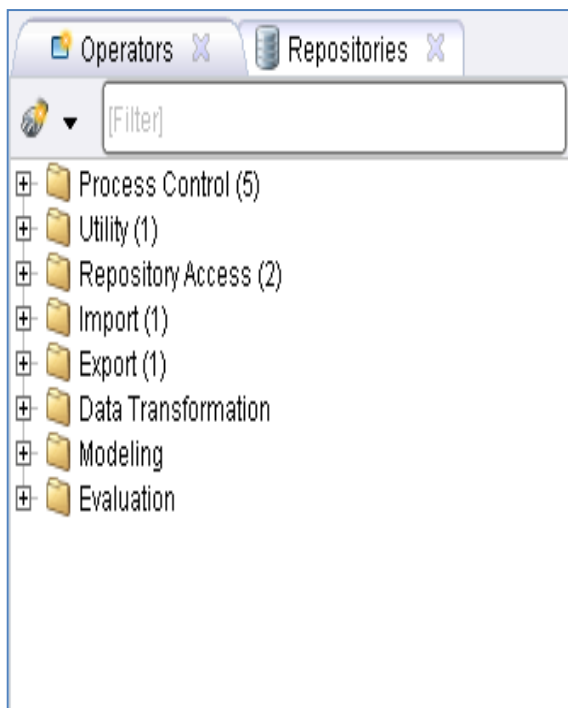 Operators Repositories
[Filter]
Process Control (5)
Utility (1)
Repository Access (2)
Import (1)
Export (1)
Data Transformation
Modeling
Evaluation